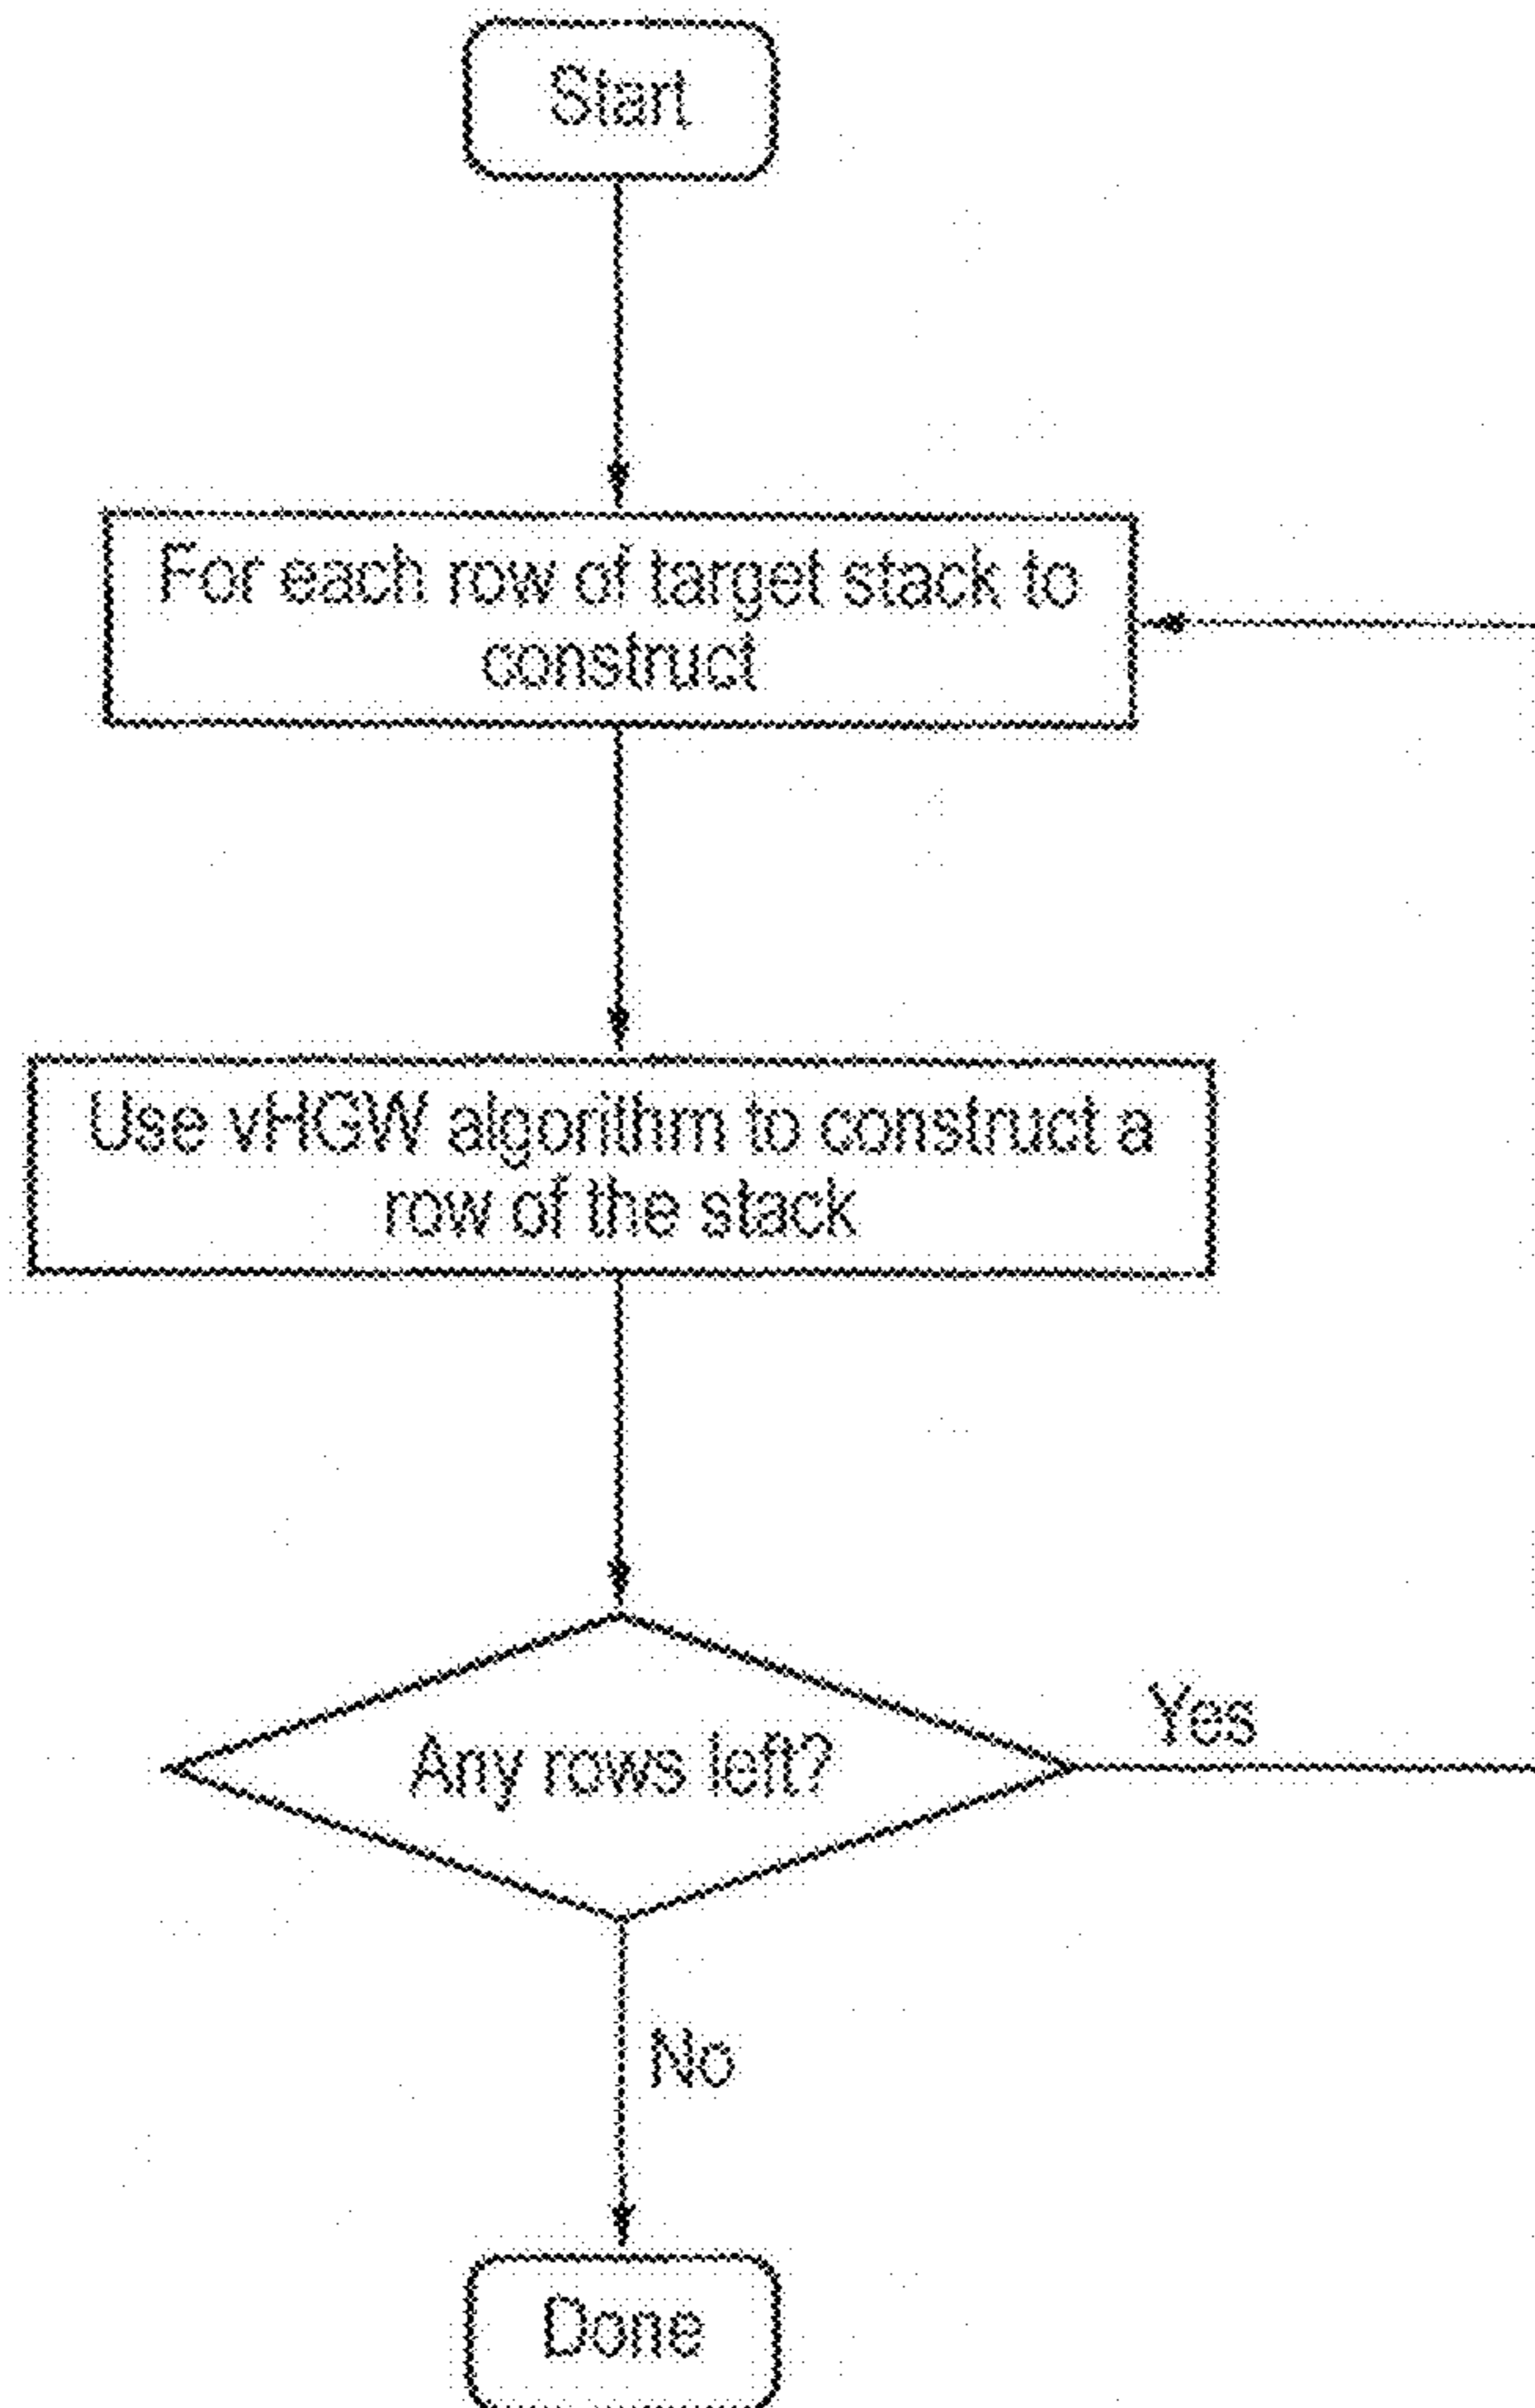 Start
For each row of target stack to
construct
Use vHGW algorithm to construct a
row of the stack
Any rows left?
Yes
No
Done